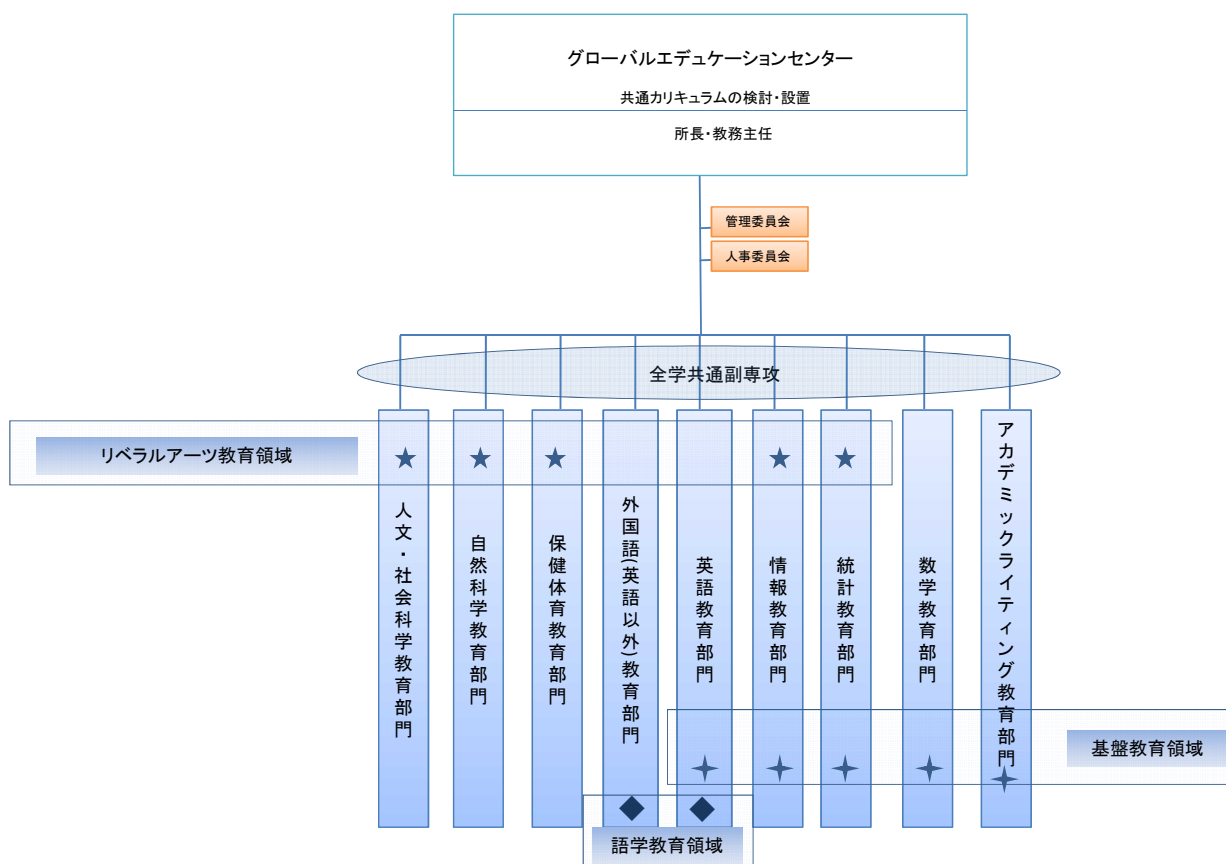 グローバルエデュケーションセンター
共通カリキュラムの検討・設置
所長・教務主任
管理委員会
人事委員会
全学共通副専攻
リベラルアーツ教育領域
人文・社会科学教育部門
自然科学教育部門
保健体育教育部門
外国語(英語以外)教育部門
英語教育部門
情報教育部門
統計教育部門
数学教育部門
アカデミックライティング教育部門
基盤教育領域
語学教育領域